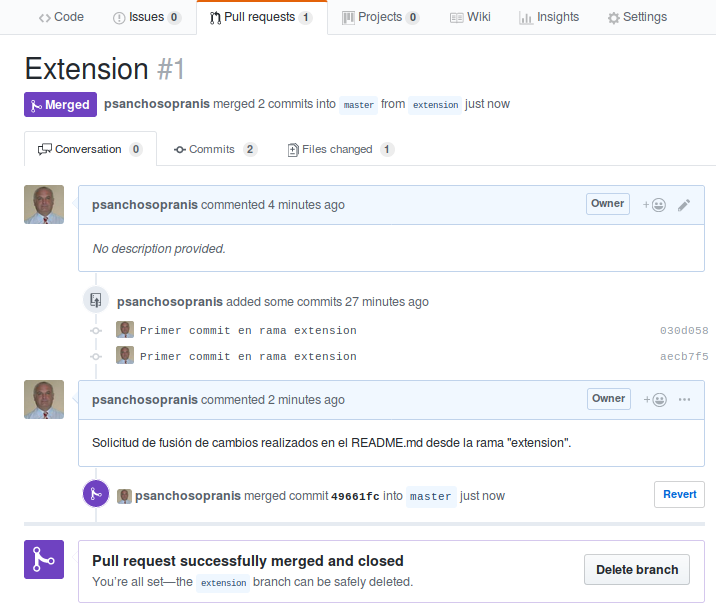 Code Issues 0 Pull requests 1 Projects 0 Wiki Insights Settings
Extension #1
Merged psanchosopranis merged 2 commits into master from extension just now
Conversation 0 Commits 2 Files changed 1
psanchosopranis commented 4 minutes ago Owner
No description provided.
psanchosopranis added some commits 27 minutes ago
Primer commit en rama extension 030d058
Primer commit en rama extension aecb7f5
psanchosopranis commented 2 minutes ago Owner
Solicitud de fusión de cambios realizados en el README.md desde la rama "extension".
psanchosopranis merged commit 49661fc into master just now Revert
Pull request successfully merged and closed
You're all set—the extension branch can be safely deleted.
Delete branch